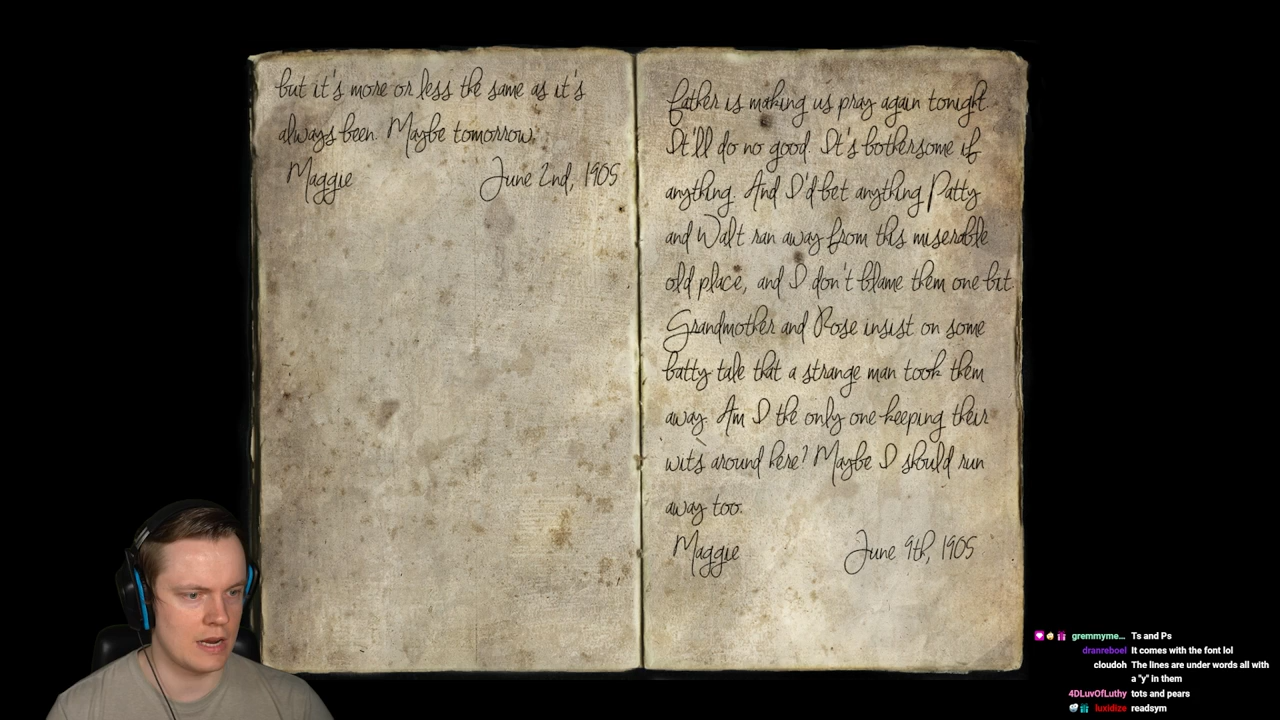 but it's more or less the same as it's
always been. Maybe tomorrow.
Maggie June 2nd, 1905
Father is making us pray again tonight.
It'll do no good. It's bothersome if
anything. And I'd bet anything Patty
and Walt ran away from this miserable
old place, and I don't blame them one bit.
Grandmother and Rose insist on some
batty tale that a strange man took them
away. Am I the only one keeping their
wits around here? Maybe I should run
away too.
Maggie June 9th, 1905
gremmyme... Ts and Ps
dranreboel It comes with the font lol
cloudoh The lines are under words all with
a "y" in them
4DLuvOfLuthy tots and pears
luxidize readsym